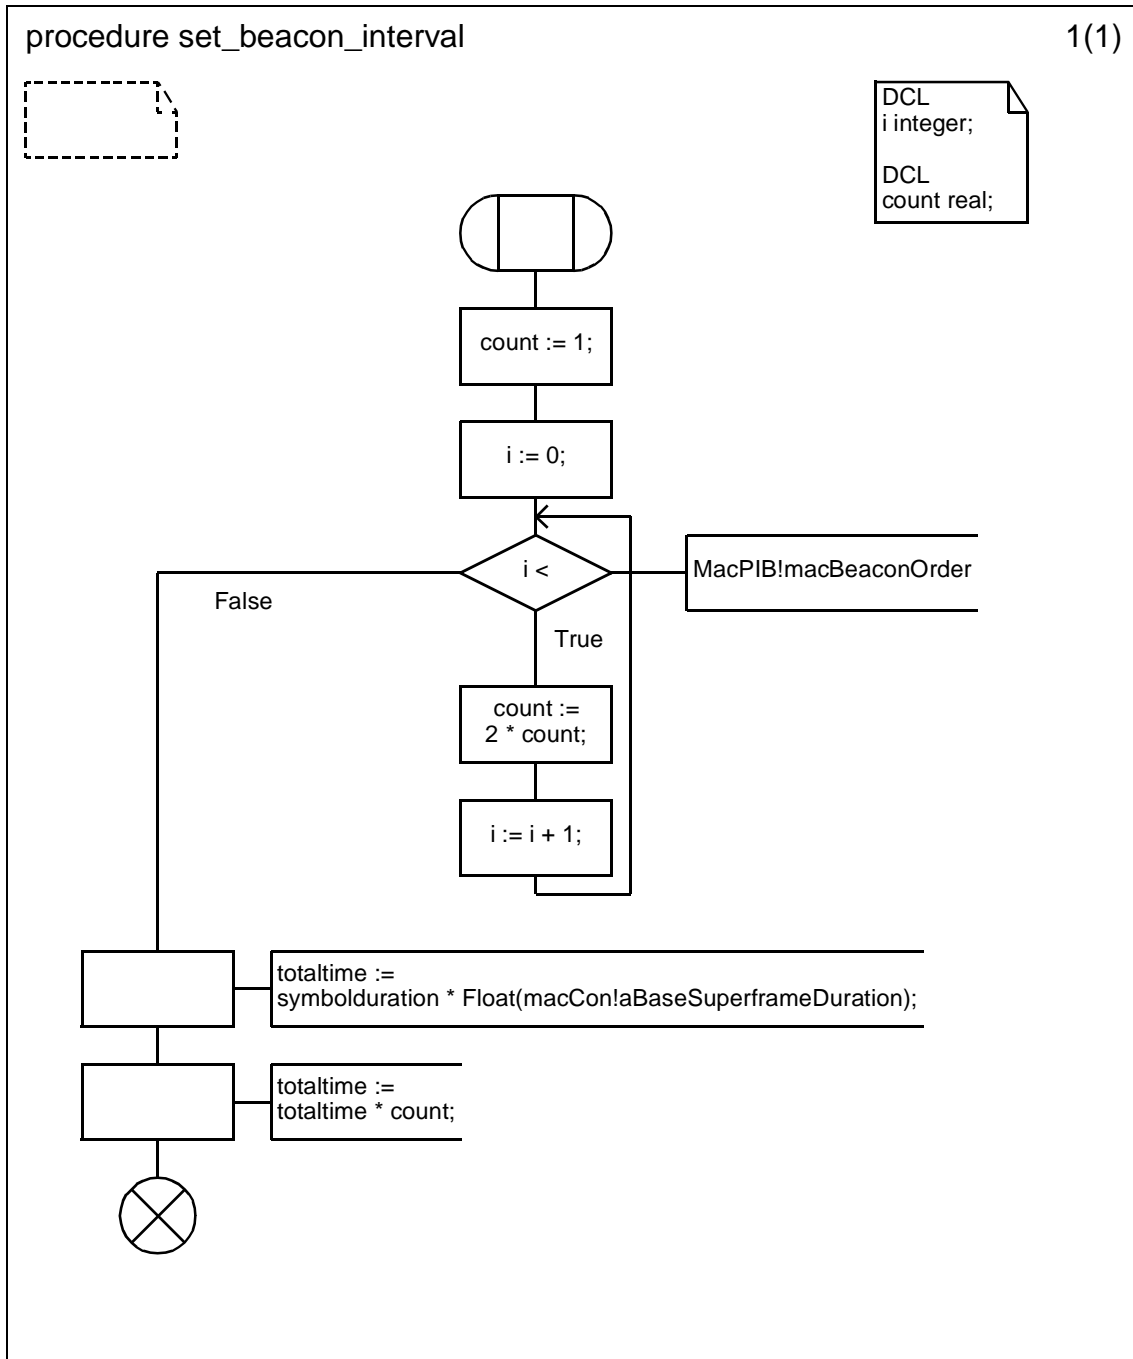 procedure set_beacon_interval
1(1)
DCL
i integer;
DCL
count real;
count := 1;
i := 0;
i <
MacPIB!macBeaconOrder
False
True
count :=
2 * count;
i := i + 1;
totaltime :=
symbolduration * Float(macCon!aBaseSuperframeDuration);
totaltime :=
totaltime * count;